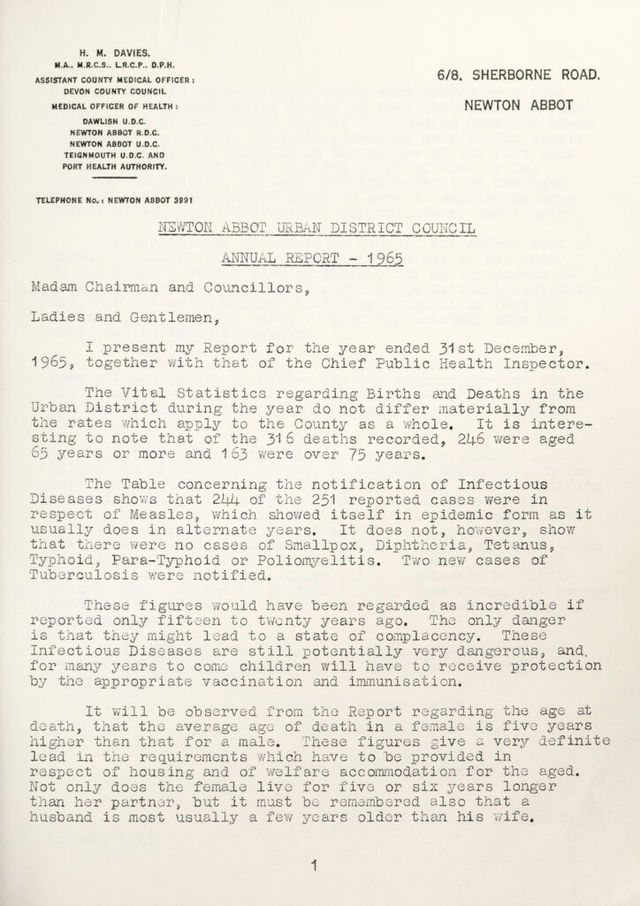 H. M. DAVIES,
M.A.. M.R.C.S.. L.R.C.P.. D.P.H.
ASSISTANT COUNTY MEDICAL OFFICER :
DEVON COUNTY COUNCIL
MEDICAL OFFICER OF HEALTH :
DAWLISH U.D.C.
NEWTON ABBOT R.D.C.
NEWTON ABBOT U.D.C.
TEIGNMOUTH U.D.C. AND
PORT HEALTH AUTHORITY.
TELEPHONE No.: NEWTON ABBOT 3991
6/8. SHERBORNE ROAD.
NEWTON ABBOT
NEWTON ABBOT URBAN DISTRICT COUNCIL
ANNUAL REPORT - 1965
Madam Chairman and Councillors,
Ladies and Gentlemen,
I present my Report for the year ended 31st December,
1965, together with that of the Chief Public Health Inspector.
The Vital Statistics regarding Births and Deaths in the
Urban District during the year do not differ materially from
the rates which apply to the County as a whole. It is intere-
sting to note that of the 316 deaths recorded, 246 were aged
65 years or more and 163 were over 75 years.
The Table concerning the notification of Infectious
Diseases shows that 244 of the 251 reported cases were in
respect of Measles, which showed itself in epidemic form as it
usually does in alternate years. It does not, however, show
that there were no cases of Smallpox, Diphtheria, Tetanus,
Typhoid, Para-Typhoid or Poliomyelitis. Two new cases of
Tuberculosis were notified.
These figures would have been regarded as incredible if
reported only fifteen to twenty years ago. The only danger
is that they might lead to a state of complacency. These
Infectious Diseases are still potentially very dangerous, and,
for many years to come children will have to receive protection
by the appropriate vaccination and immunisation.
It will be observed from the Report regarding the age at
death, that the average age of death in a female is five years
higher than that for a male. These figures give a very definite
lead in the requirements which have to be provided in
respect of housing and of welfare accommodation for the aged.
Not only does the female live for five or six years longer
than her partner, but it must be remembered also that a
husband is most usually a few years older than his wife.
1